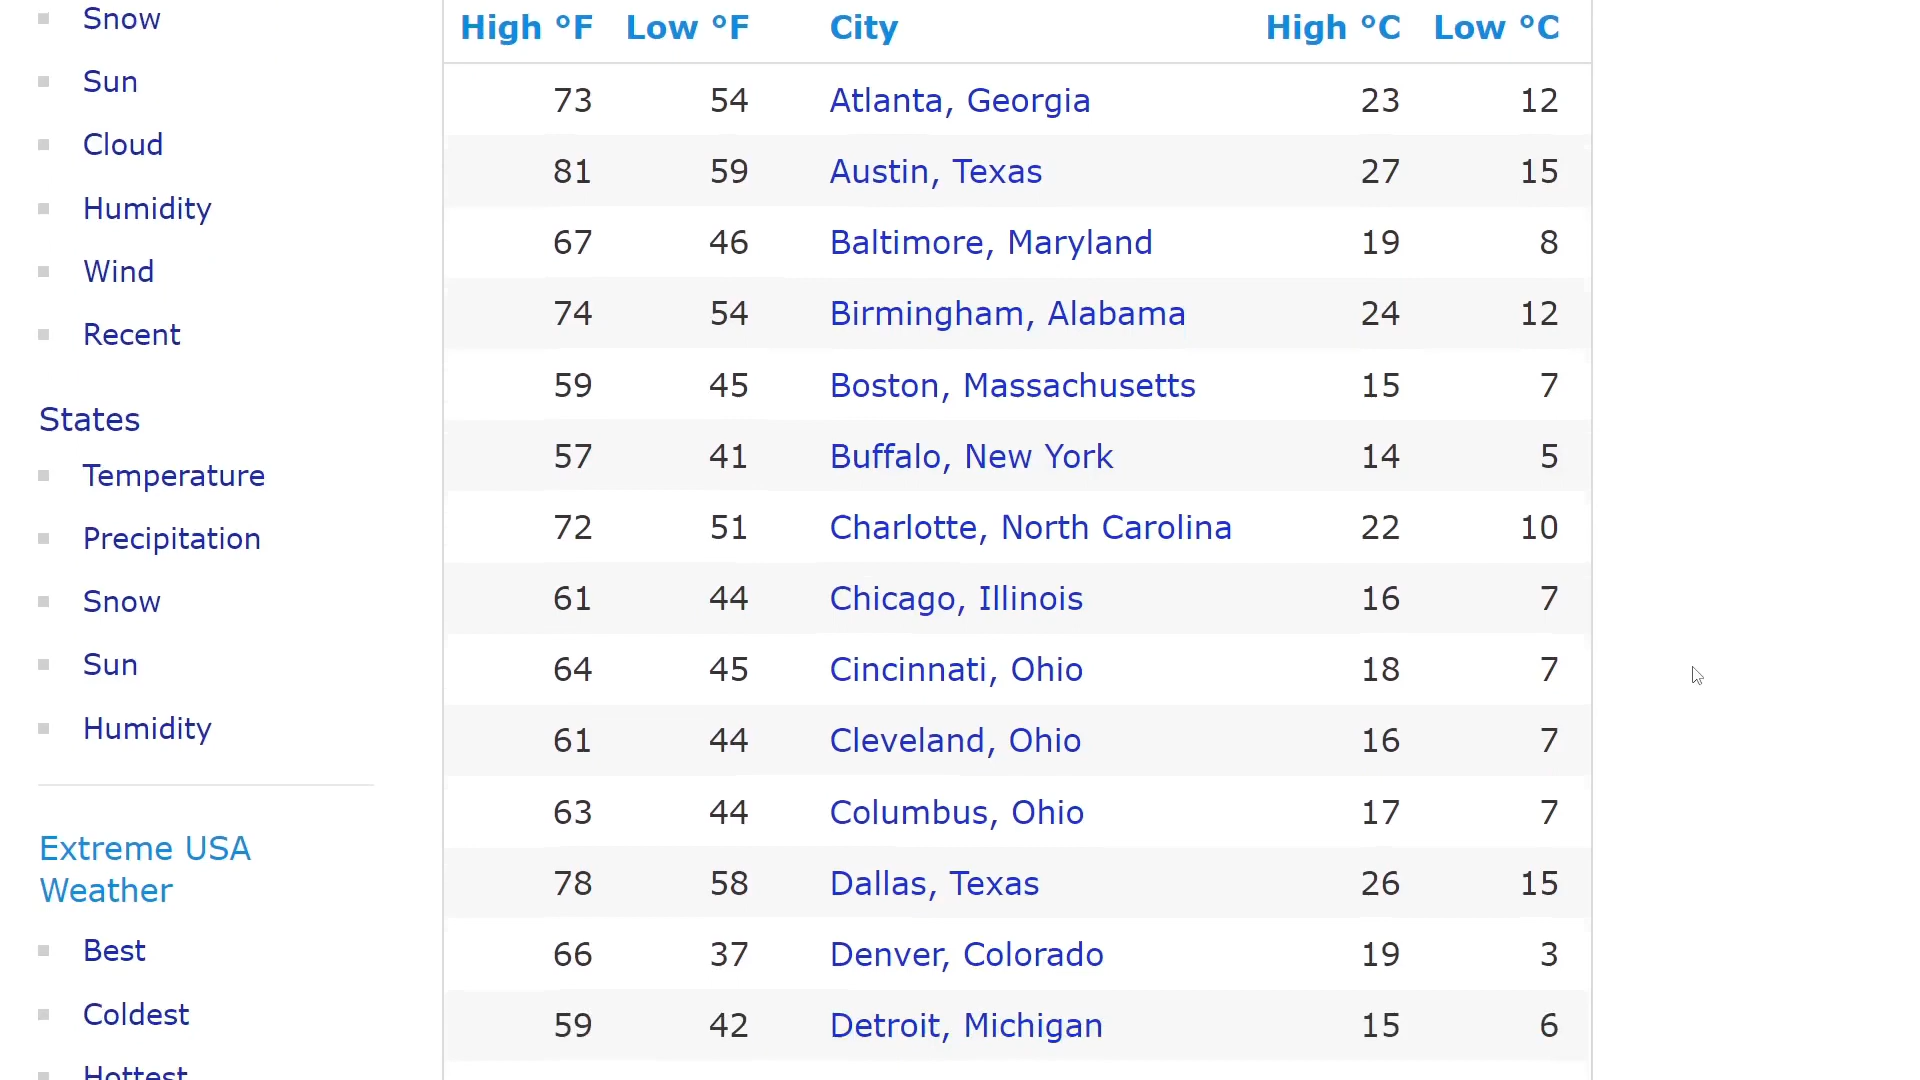 Snow
Sun
Cloud
Humidity
Wind
Recent
States
Temperature
Precipitation
Snow
Sun
Humidity
Extreme USA
Weather
Best
Coldest
Hottest
High °F Low °F City High °C Low °C
73 54 Atlanta, Georgia 23 12
81 59 Austin, Texas 27 15
67 46 Baltimore, Maryland 19 8
74 54 Birmingham, Alabama 24 12
59 45 Boston, Massachusetts 15 7
57 41 Buffalo, New York 14 5
72 51 Charlotte, North Carolina 22 10
61 44 Chicago, Illinois 16 7
64 45 Cincinnati, Ohio 18 7
61 44 Cleveland, Ohio 16 7
63 44 Columbus, Ohio 17 7
78 58 Dallas, Texas 26 15
66 37 Denver, Colorado 19 3
59 42 Detroit, Michigan 15 6